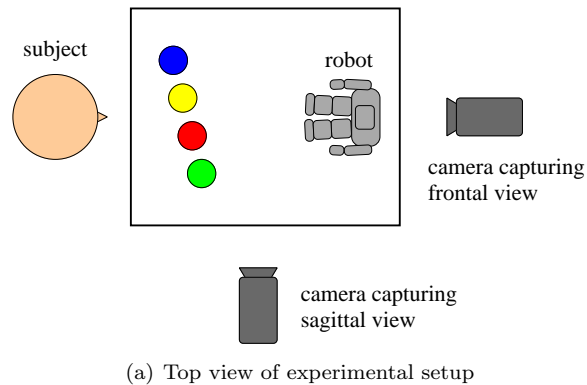 subject
robot
camera capturing
frontal view
camera capturing
sagittal view
(a) Top view of experimental setup